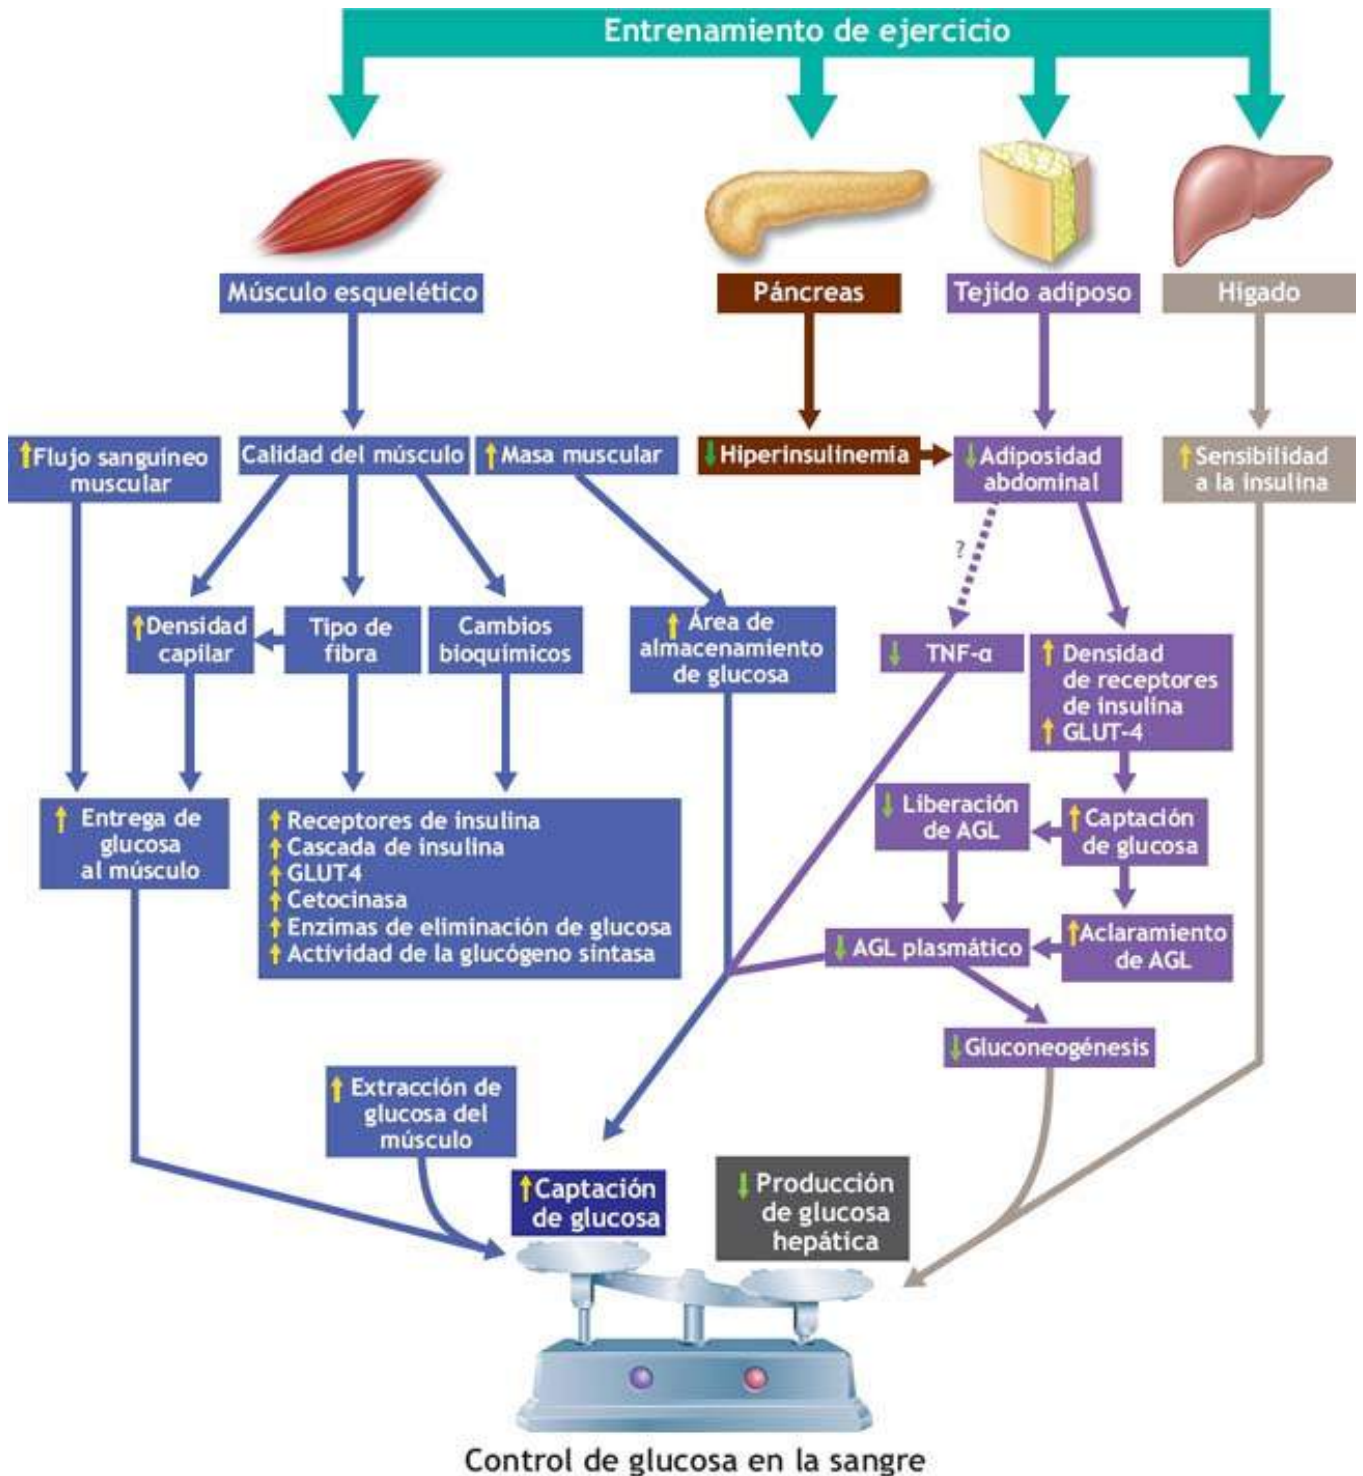 Entrenamiento de ejercicio
Músculo esquelético
Páncreas
Tejido adiposo
Hígado
↑Flujo sanguíneo
muscular
Calidad del músculo
↑ Masa muscular
↓Hiperinsulinemia
↓Adiposidad
abdominal
↑Sensibilidad
a la insulina
?
↑Densidad
capilar
Tipo de
fibra
Cambios
bioquímicos
↑ Área de
almacenamiento
de glucosa
↓ TNF-α
↑ Densidad
de receptores
de insulina
↑ GLUT-4
↑ Entrega de
glucosa
al músculo
↑ Receptores de insulina
↑ Cascada de insulina
↑ GLUT4
↑ Cetocinasa
↑ Enzimas de eliminación de glucosa
↑ Actividad de la glucógeno sintasa
↓ Liberación
de AGL
↑Captación
de glucosa
↓ AGL plasmático
↑Aclaramiento
de AGL
↓Gluconeogénesis
↑ Extracción de
glucosa del
músculo
↑Captación
de glucosa
↓ Producción
de glucosa
hepática
Control de glucosa en la sangre